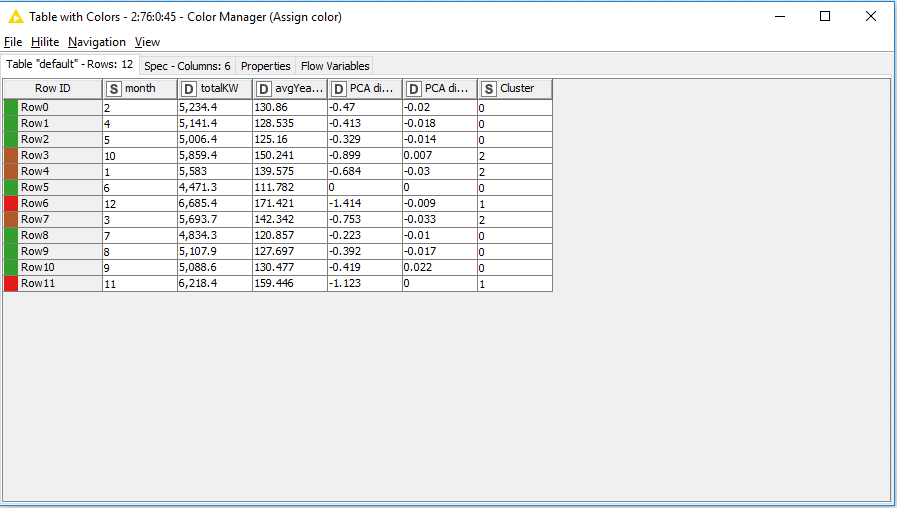 Table with Colors - 2:76:0:45 - Color Manager (Assign color)
File Hilite Navigation View
Table "default" - Rows: 12 Spec - Columns: 6 Properties Flow Variables
Row ID S month D totalKW D avgYea... D PCA di... D PCA di... S Cluster
Row0 2 5,234.4 130.86 -0.47 -0.02 0
Row1 4 5,141.4 128.535 -0.413 -0.018 0
Row2 5 5,006.4 125.16 -0.329 -0.014 0
Row3 10 5,859.4 150.241 -0.899 0.007 2
Row4 1 5,583 139.575 -0.684 -0.03 2
Row5 6 4,471.3 111.782 0 0 0
Row6 12 6,685.4 171.421 -1.414 -0.009 1
Row7 3 5,693.7 142.342 -0.753 -0.033 2
Row8 7 4,834.3 120.857 -0.223 -0.01 0
Row9 8 5,107.9 127.697 -0.392 -0.017 0
Row10 9 5,088.6 130.477 -0.419 0.022 0
Row11 11 6,218.4 159.446 -1.123 0 1